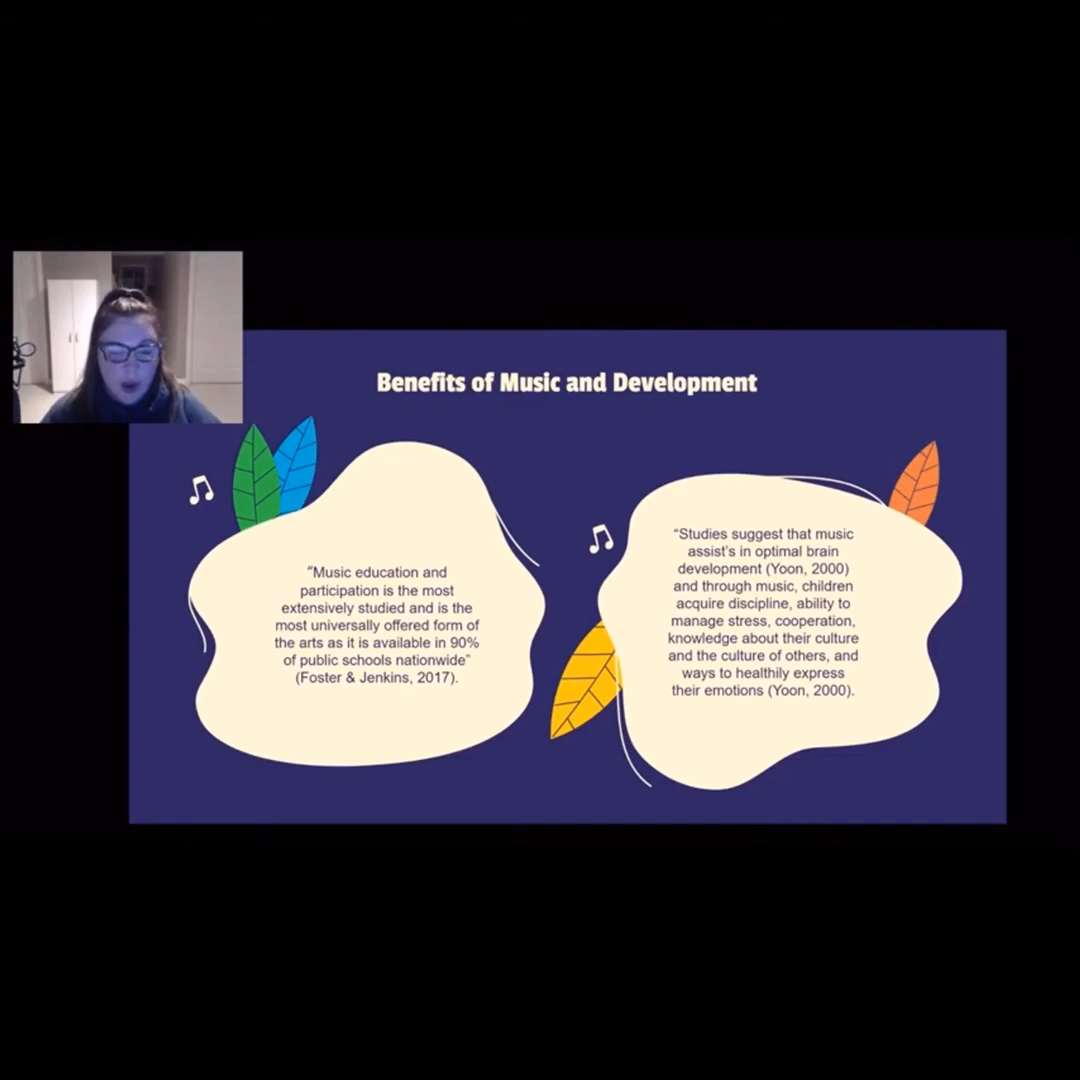 Benefits of Music and Development
“Music education and
participation is the most
extensively studied and is the
most universally offered form of
the arts as it is available in 90%
of public schools nationwide”
(Foster & Jenkins, 2017).
“Studies suggest that music
assist’s in optimal brain
development (Yoon, 2000)
and through music, children
acquire discipline, ability to
manage stress, cooperation,
knowledge about their culture
and the culture of others, and
ways to healthily express
their emotions (Yoon, 2000).